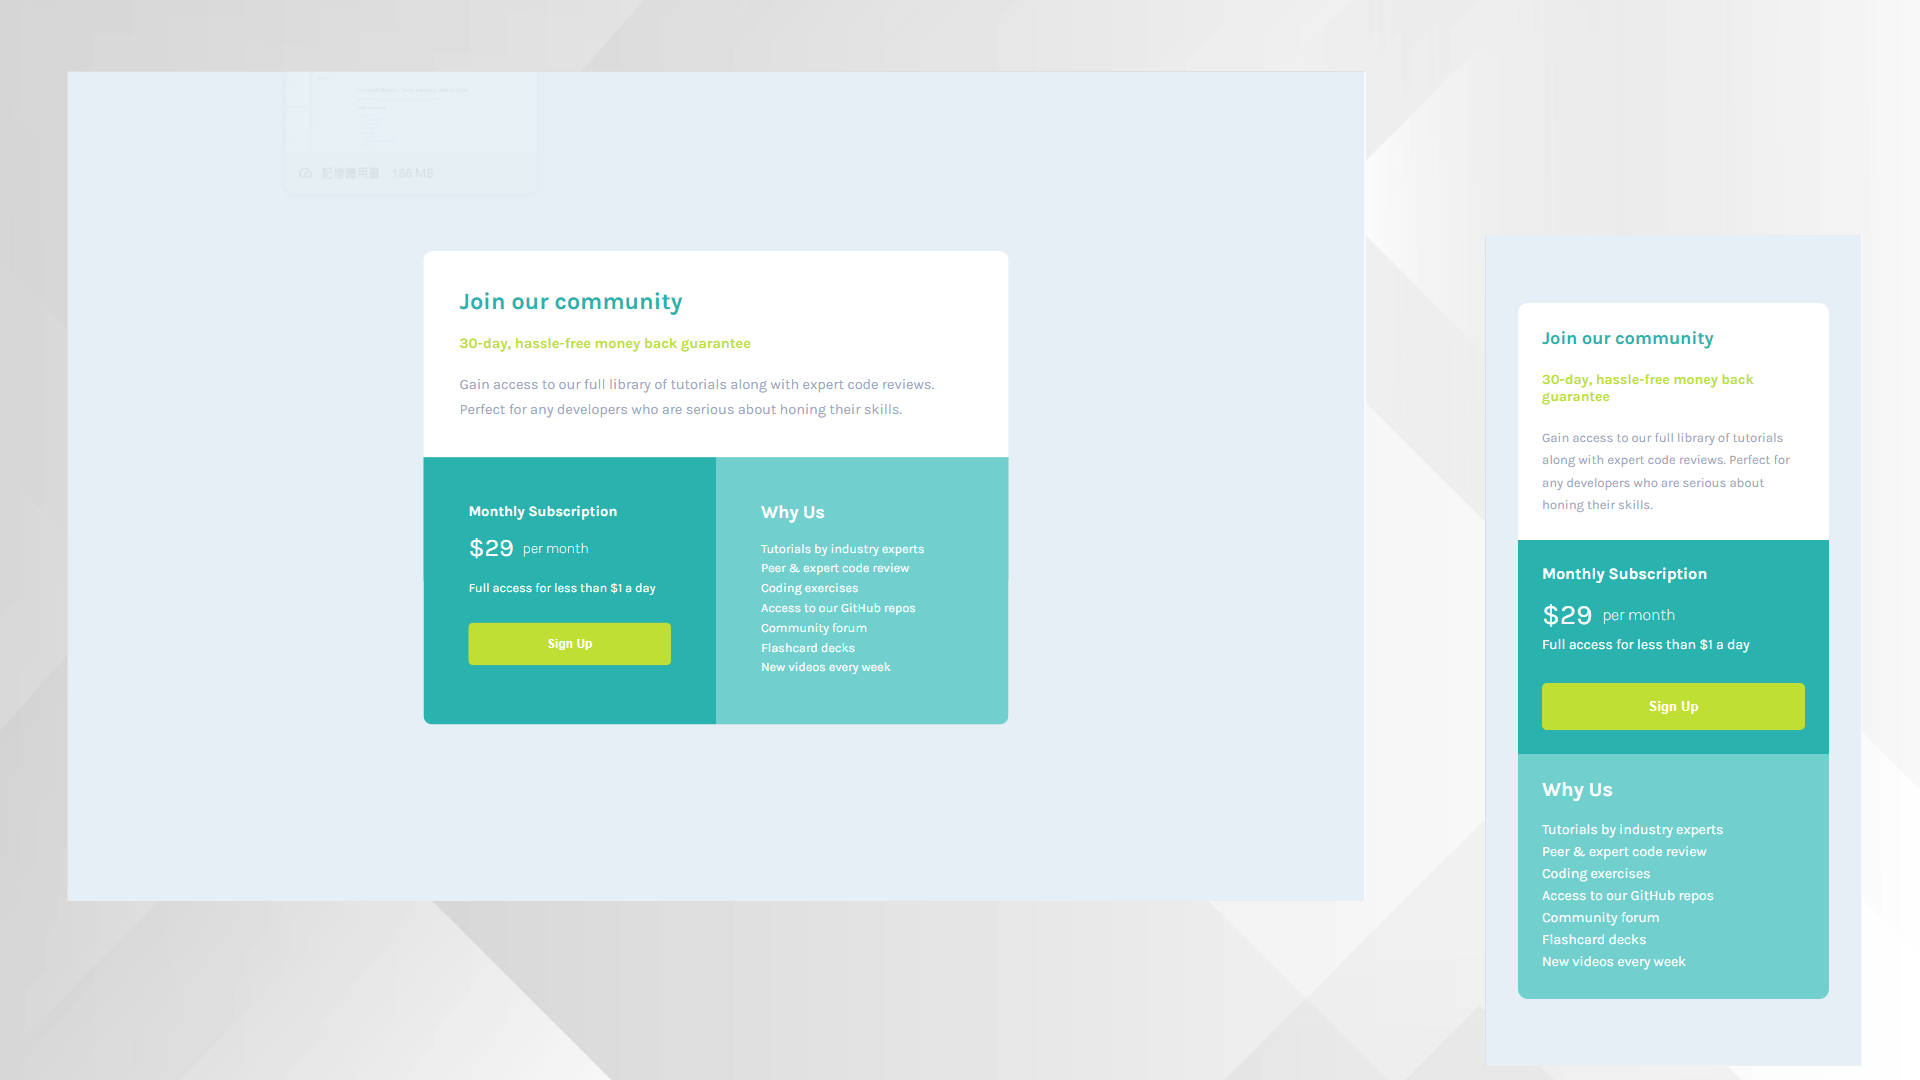 記憶體用量：186 MB
Join our community
30-day, hassle-free money back guarantee
Gain access to our full library of tutorials along with expert code reviews.
Perfect for any developers who are serious about honing their skills.
Monthly Subscription
$29 per month
Full access for less than $1 a day
Sign Up
Why Us
Tutorials by industry experts
Peer & expert code review
Coding exercises
Access to our GitHub repos
Community forum
Flashcard decks
New videos every week
Join our community
30-day, hassle-free money back
guarantee
Gain access to our full library of tutorials
along with expert code reviews. Perfect for
any developers who are serious about
honing their skills.
Monthly Subscription
$29 per month
Full access for less than $1 a day
Sign Up
Why Us
Tutorials by industry experts
Peer & expert code review
Coding exercises
Access to our GitHub repos
Community forum
Flashcard decks
New videos every week